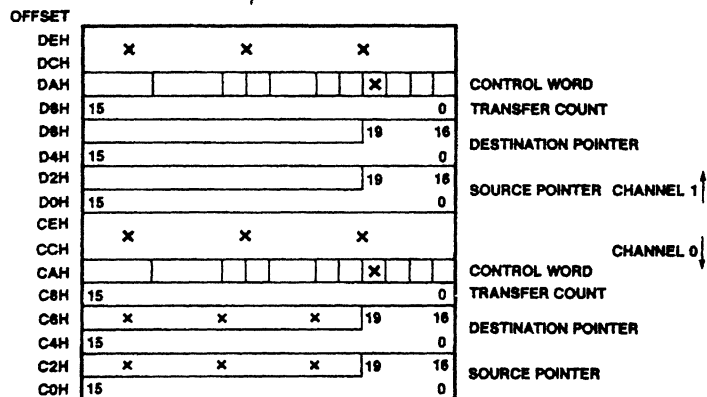 OFFSET
DEH
X X X
DCH
DAH X CONTROL WORD
D8H 15 0 TRANSFER COUNT
D6H 19 16
DESTINATION POINTER
D4H 15 0
D2H 19 16
SOURCE POINTER CHANNEL 1
D0H 15 0
CEH
X X X
CCH CHANNEL 0
CAH X CONTROL WORD
C8H 15 0 TRANSFER COUNT
C6H X X X 19 16
DESTINATION POINTER
C4H 15 0
C2H X X X 19 16
SOURCE POINTER
C0H 15 0